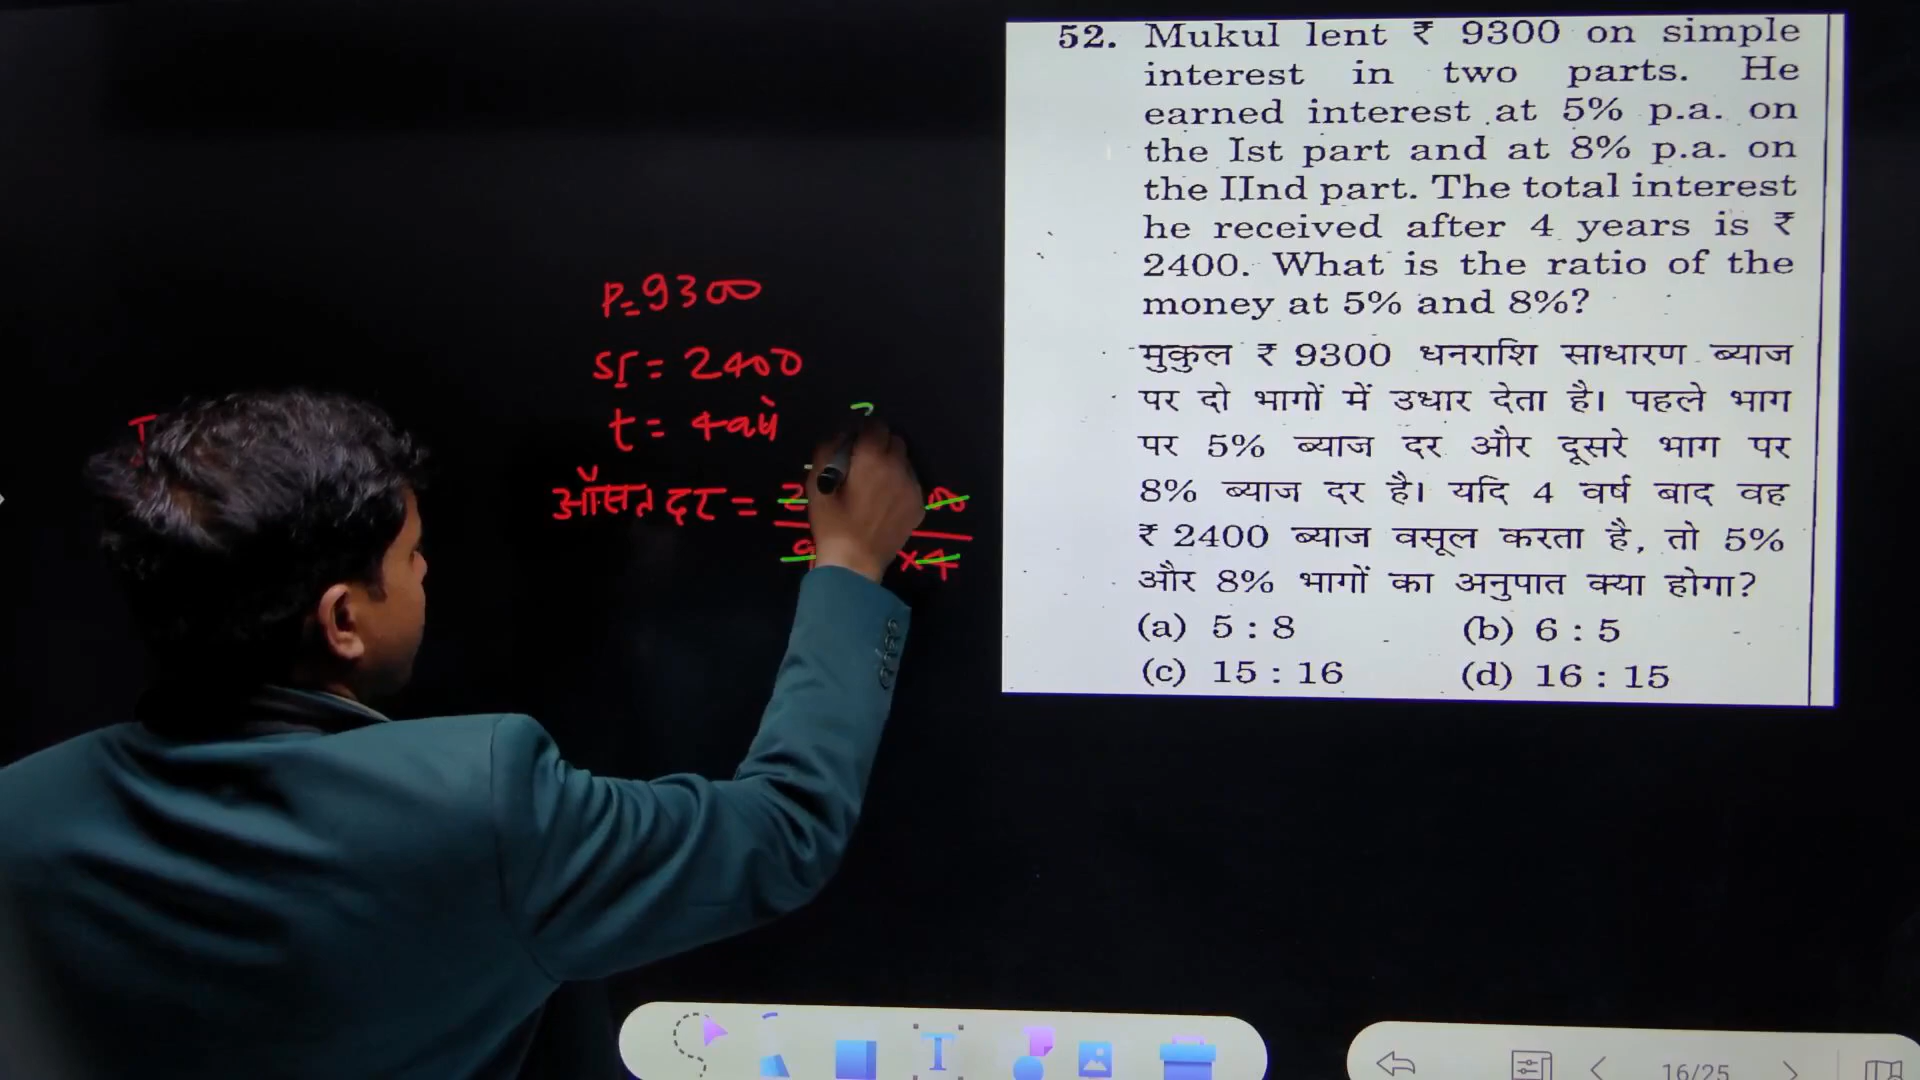 P=9300
SI = 2400
t = 4वर्ष
औसत दर = 2
9 ×4
52. Mukul lent ₹ 9300 on simple
interest in two parts. He
earned interest at 5% p.a. on
the Ist part and at 8% p.a. on
the IInd part. The total interest
he received after 4 years is ₹
2400. What is the ratio of the
money at 5% and 8%?
मुकुल ₹ 9300 धनराशि साधारण ब्याज
पर दो भागों में उधार देता है। पहले भाग
पर 5% ब्याज दर और दूसरे भाग पर
8% ब्याज दर है। यदि 4 वर्ष बाद वह
₹ 2400 ब्याज वसूल करता है, तो 5%
और 8% भागों का अनुपात क्या होगा?
(a) 5 : 8 (b) 6 : 5
(c) 15 : 16 (d) 16 : 15
T
16/25